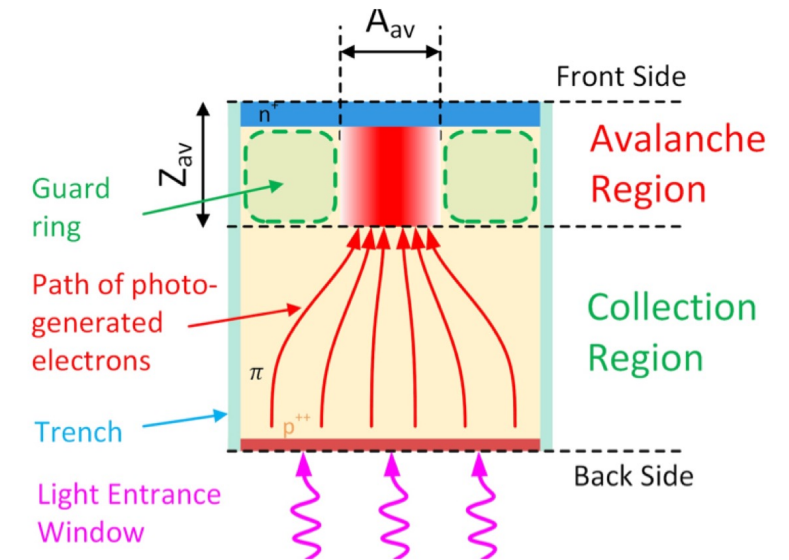 A_av
Front Side
n⁺
Z_av
Avalanche
Region
Guard
ring
Path of photo-
generated
electrons
Collection
Region
π
p⁺⁺
Trench
Back Side
Light Entrance
Window